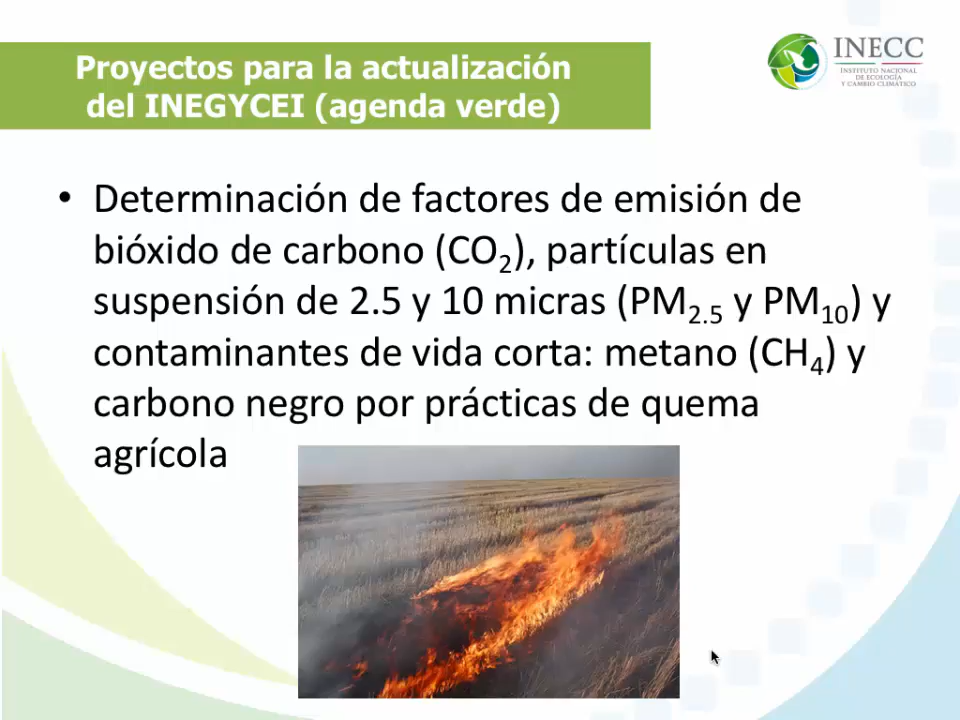 Proyectos para la actualización
del INEGYCEI (agenda verde)
INECC
INSTITUTO NACIONAL
DE ECOLOGÍA
Y CAMBIO CLIMÁTICO
• Determinación de factores de emisión de
bióxido de carbono (CO₂), partículas en
suspensión de 2.5 y 10 micras (PM₂.₅ y PM₁₀) y
contaminantes de vida corta: metano (CH₄) y
carbono negro por prácticas de quema
agrícola